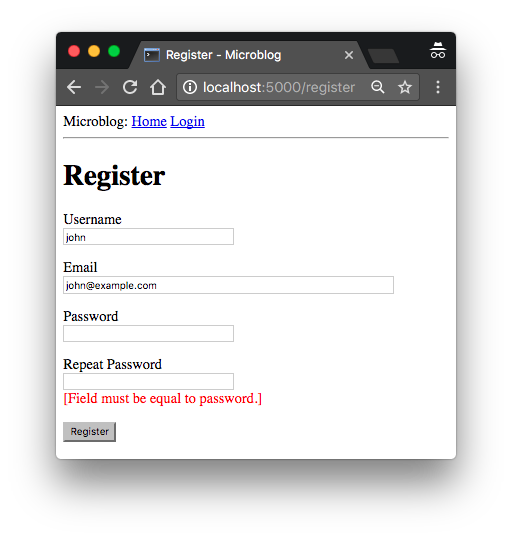 Register - Microblog
localhost:5000/register
Microblog: Home Login
Register
Username
john
Email
john@example.com
Password
Repeat Password
[Field must be equal to password.]
Register